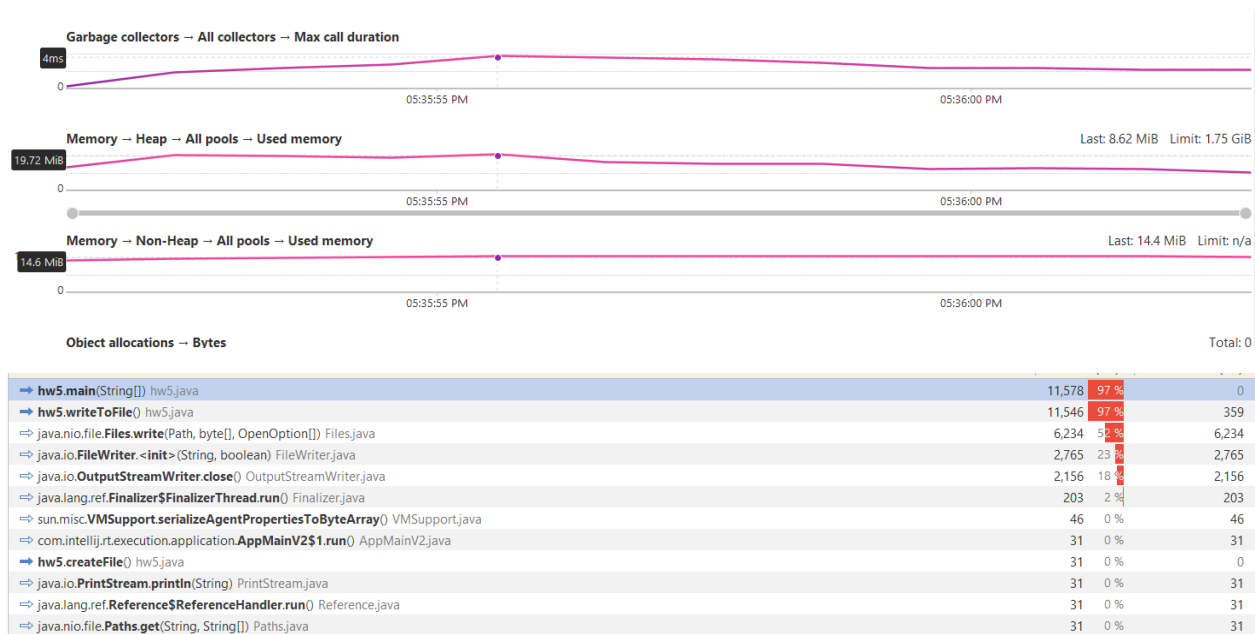 Garbage collectors → All collectors → Max call duration
4ms
0
05:35:55 PM 05:36:00 PM
Memory → Heap → All pools → Used memory Last: 8.62 MiB Limit: 1.75 GiB
19.72 MiB
0
05:35:55 PM 05:36:00 PM
Memory → Non-Heap → All pools → Used memory Last: 14.4 MiB Limit: n/a
14.6 MiB
0
05:35:55 PM 05:36:00 PM
Object allocations → Bytes Total: 0
hw5.main(String[]) hw5.java 11,578 97 % 0
hw5.writeToFile() hw5.java 11,546 97 % 359
java.nio.file.Files.write(Path, byte[], OpenOption[]) Files.java 6,234 52 % 6,234
java.io.FileWriter.<init>(String, boolean) FileWriter.java 2,765 23 % 2,765
java.io.OutputStreamWriter.close() OutputStreamWriter.java 2,156 18 % 2,156
java.lang.ref.Finalizer$FinalizerThread.run() Finalizer.java 203 2 % 203
sun.misc.VMSupport.serializeAgentPropertiesToByteArray() VMSupport.java 46 0 % 46
com.intellij.rt.execution.application.AppMainV2$1.run() AppMainV2.java 31 0 % 31
hw5.createFile() hw5.java 31 0 % 0
java.io.PrintStream.println(String) PrintStream.java 31 0 % 31
java.lang.ref.Reference$ReferenceHandler.run() Reference.java 31 0 % 31
java.nio.file.Paths.get(String, String[]) Paths.java 31 0 % 31